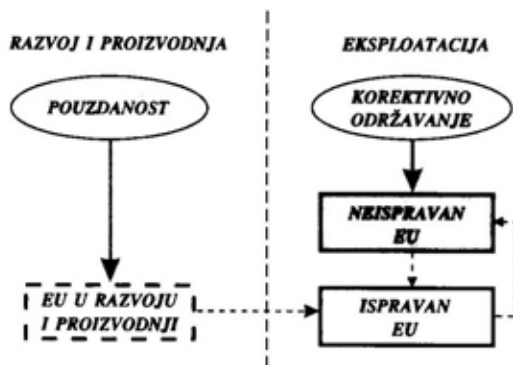 RAZVOJ I PROIZVODNJA
POUZDANOST
EU U RAZVOJU
I PROIZVODNJI
EKSPLOATACIJA
KOREKTIVNO
ODRŽAVANJE
NEISPRAVAN
EU
ISPRAVAN
EU